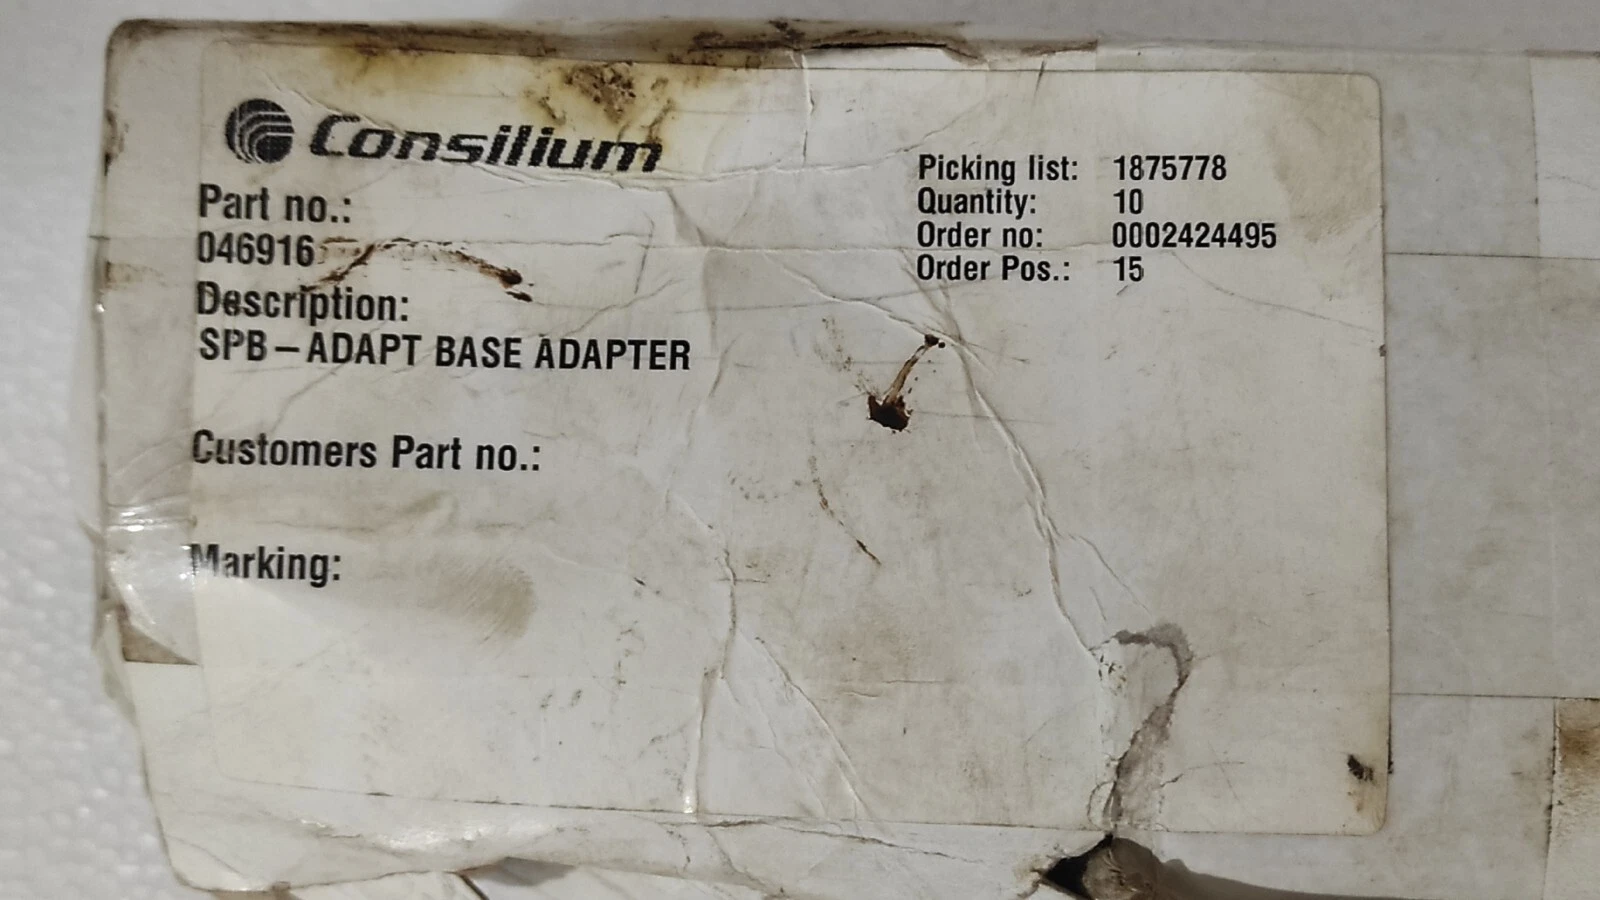 Consilium
Part no.:
046916
Description:
SPB-ADAPT BASE ADAPTER
Customers Part no.:
Marking:
Picking list: 1875778
Quantity: 10
Order no: 0002424495
Order Pos.: 15